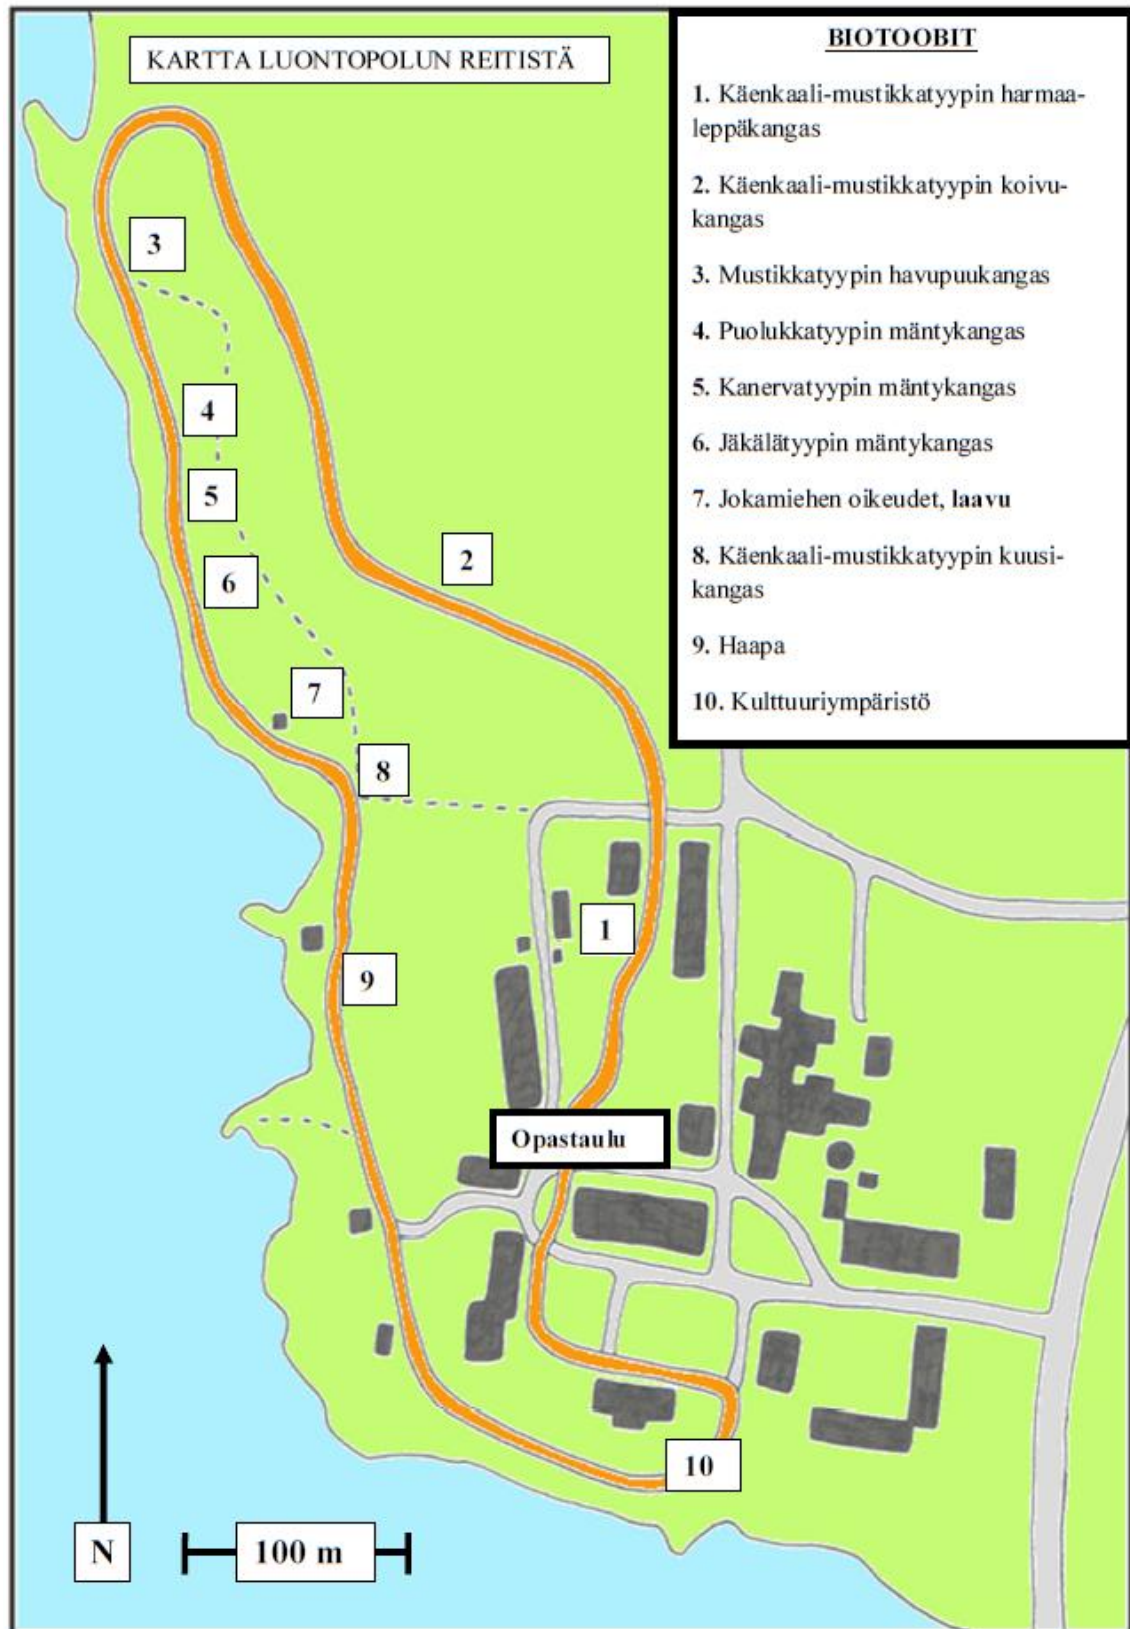 KARTTA LUONTOPOLUN REITISTÄ
BIOTOOBIT
1. Käenkaali-mustikkatyypin harmaa-
leppäkangas
2. Käenkaali-mustikkatyypin koivu-
kangas
3. Mustikkatyypin havupuukangas
4. Puolukkatyypin mäntykangas
5. Kanervatyypin mäntykangas
6. Jäkälätyypin mäntykangas
7. Jokamiehen oikeudet, laavu
8. Käenkaali-mustikkatyypin kuusi-
kangas
9. Haapa
10. Kulttuuriympäristö
3
4
5
2
6
7
8
1
9
Opastaulu
10
N
100 m